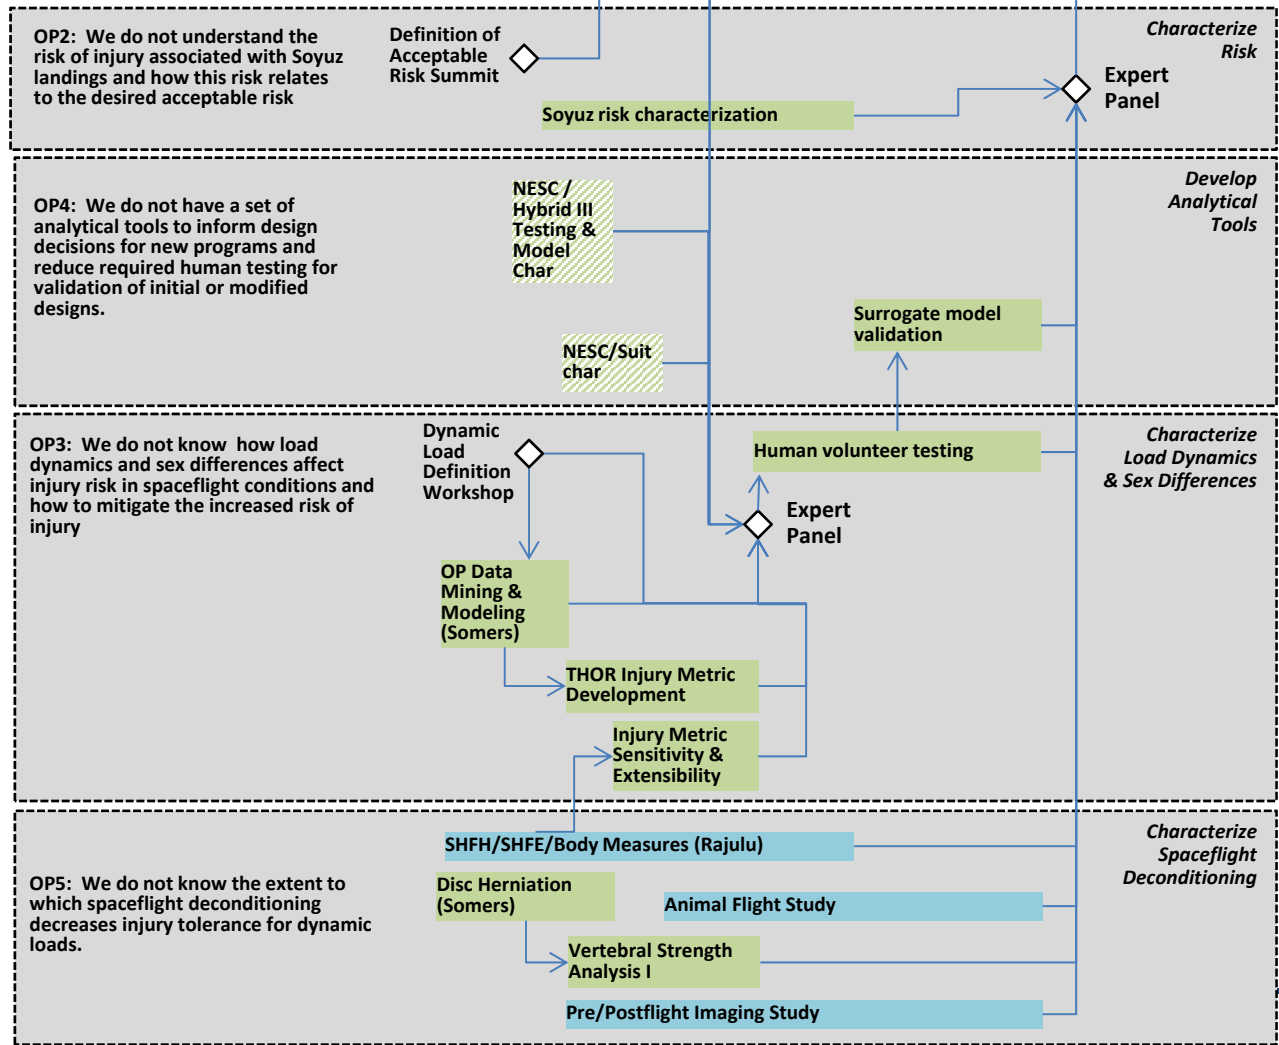 OP2:  We do not understand the
risk of injury associated with Soyuz
landings and how this risk relates
to the desired acceptable risk
Definition of
Acceptable
Risk Summit
Characterize
Risk
Expert
Panel
Soyuz risk characterization
OP4:  We do not have a set of
analytical tools to inform design
decisions for new programs and
reduce required human testing for
validation of initial or modified
designs.
NESC /
Hybrid III
Testing &
Model
Char
Develop
Analytical
Tools
Surrogate model
validation
NESC/Suit
char
OP3:  We do not know  how load
dynamics and sex differences affect
injury risk in spaceflight conditions and
how to mitigate the increased risk of
injury
Dynamic
Load
Definition
Workshop
Human volunteer testing
Characterize
Load Dynamics
& Sex Differences
Expert
Panel
OP Data
Mining &
Modeling
(Somers)
THOR Injury Metric
Development
Injury Metric
Sensitivity &
Extensibility
SHFH/SHFE/Body Measures (Rajulu)
Characterize
Spaceflight
Deconditioning
OP5:  We do not know the extent to
which spaceflight deconditioning
decreases injury tolerance for dynamic
loads.
Disc Herniation
(Somers)
Animal Flight Study
Vertebral Strength
Analysis I
Pre/Postflight Imaging Study